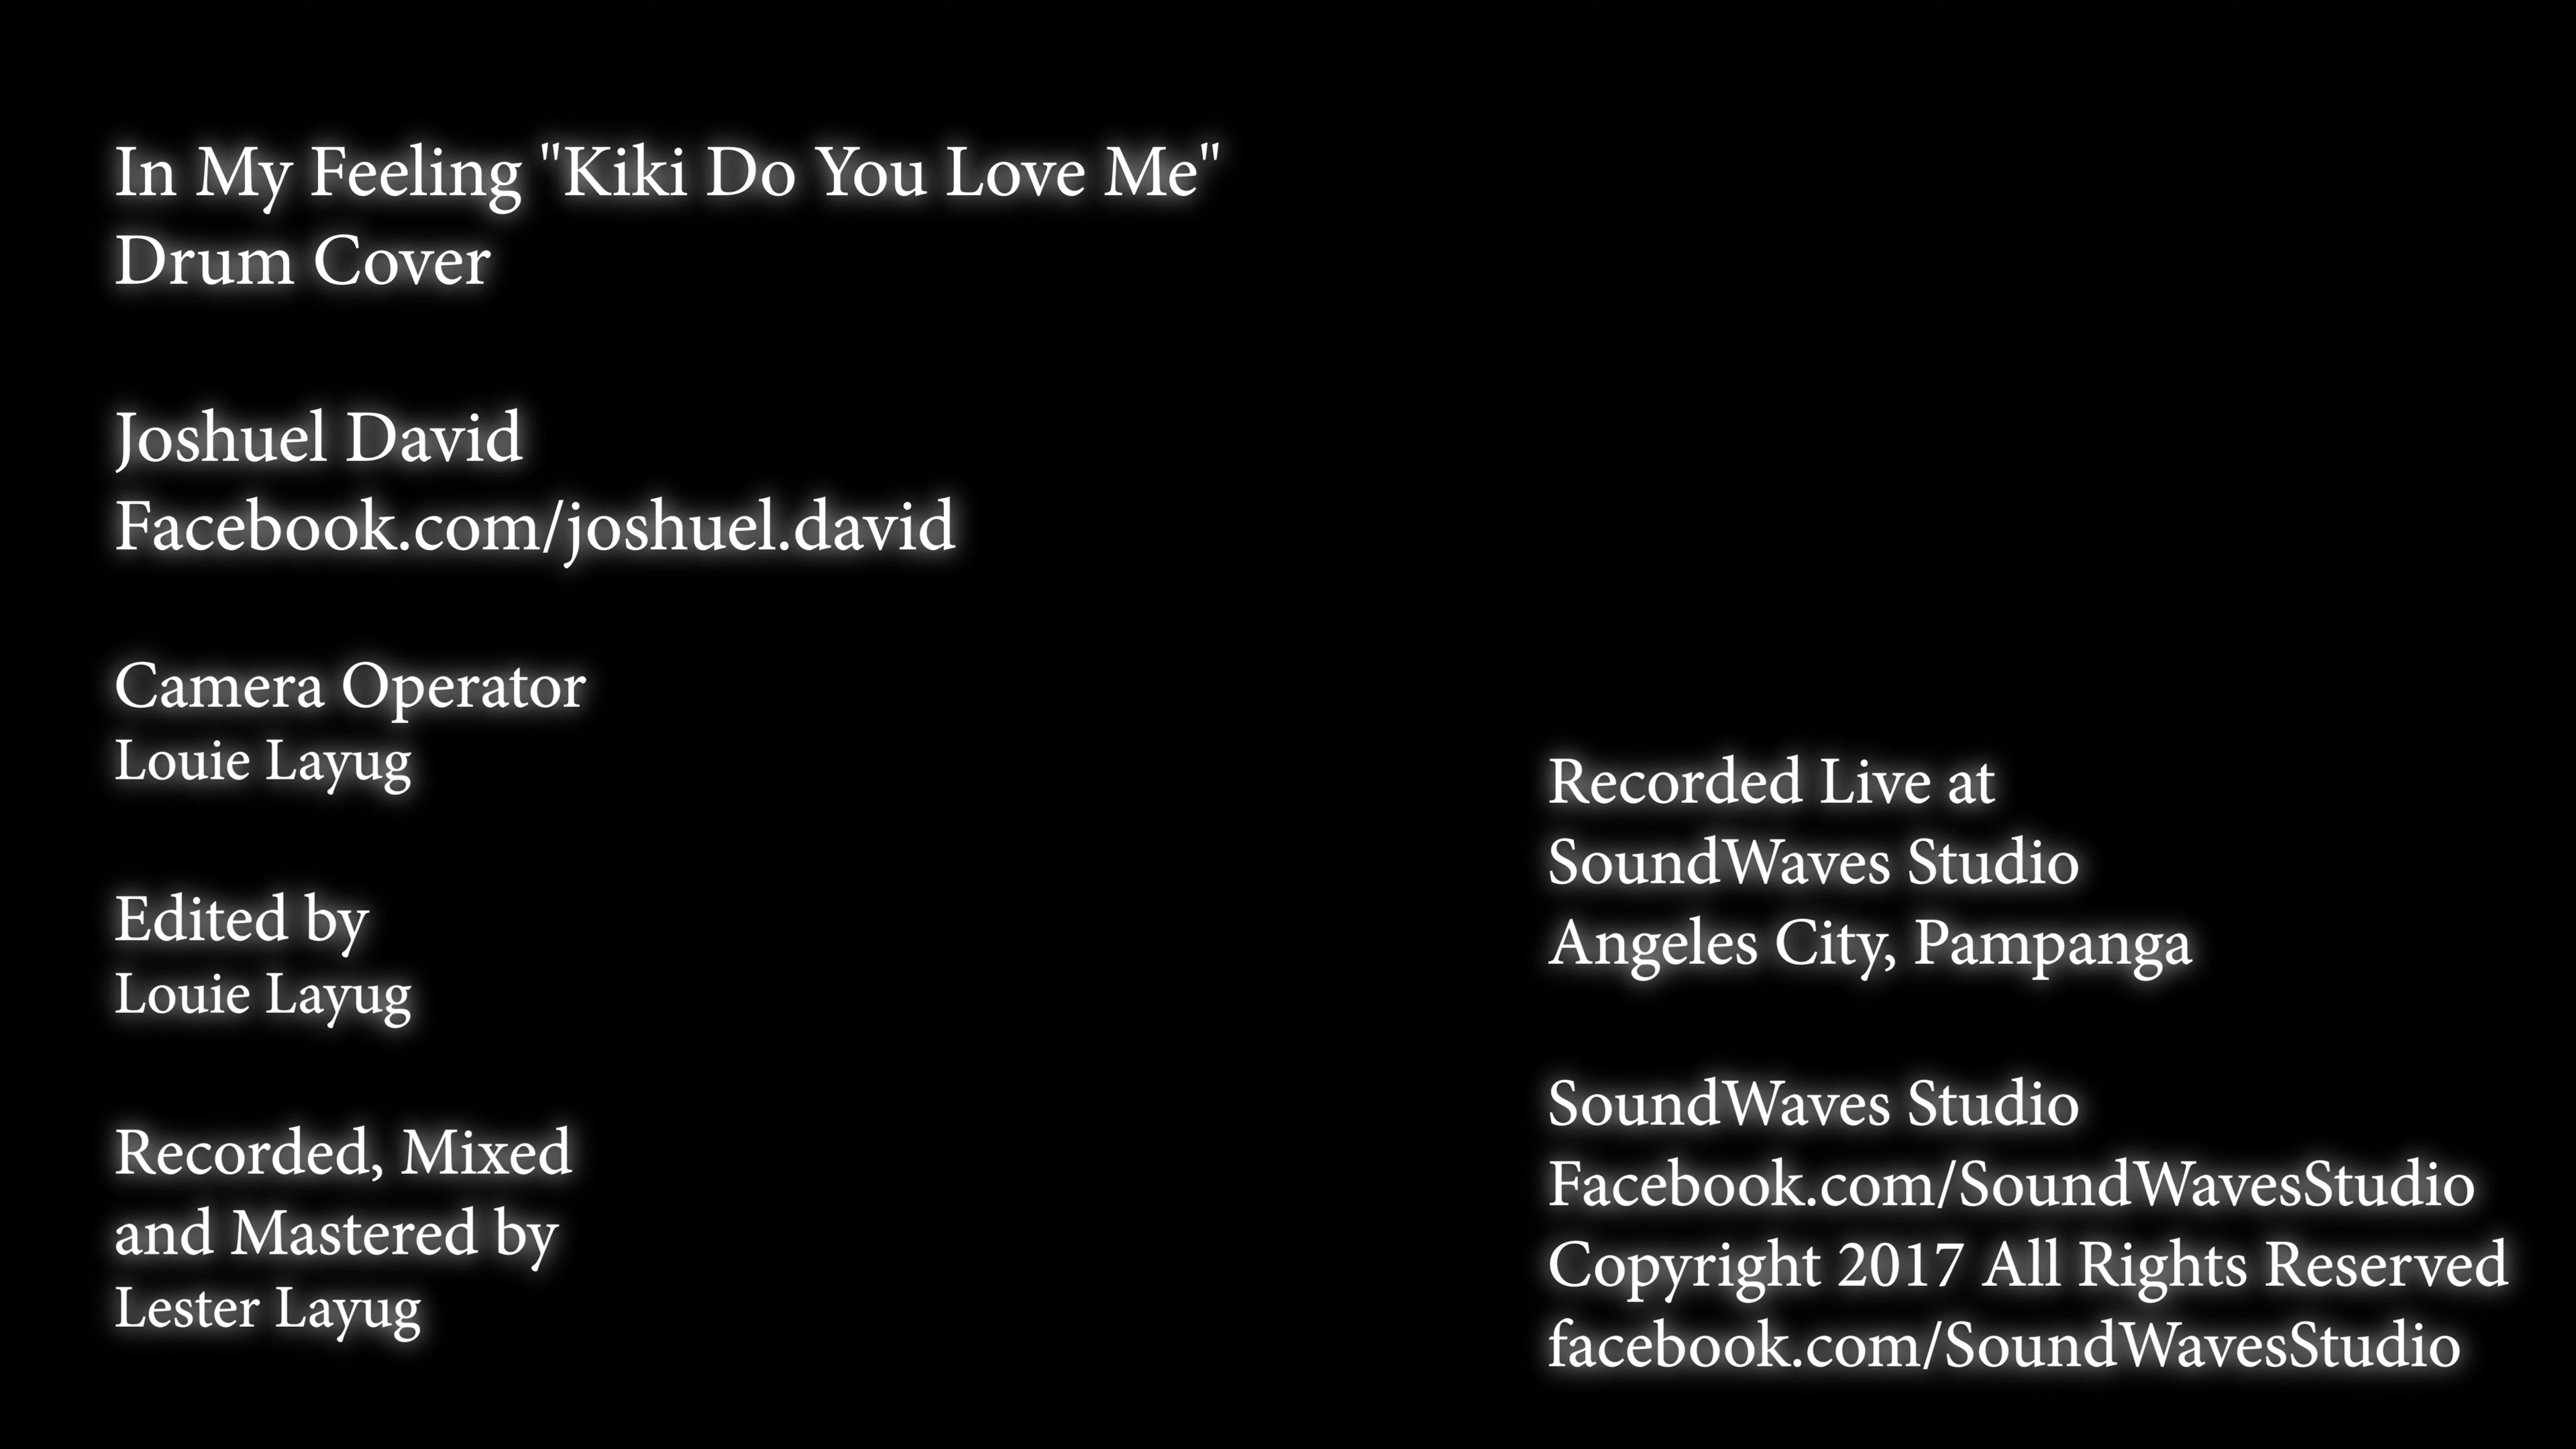 In My Feeling "Kiki Do You Love Me"
Drum Cover
Joshuel David
Facebook.com/joshuel.david
Camera Operator
Louie Layug
Edited by
Louie Layug
Recorded, Mixed
and Mastered by
Lester Layug
Recorded Live at
SoundWaves Studio
Angeles City, Pampanga
SoundWaves Studio
Facebook.com/SoundWavesStudio
Copyright 2017 All Rights Reserved
facebook.com/SoundWavesStudio